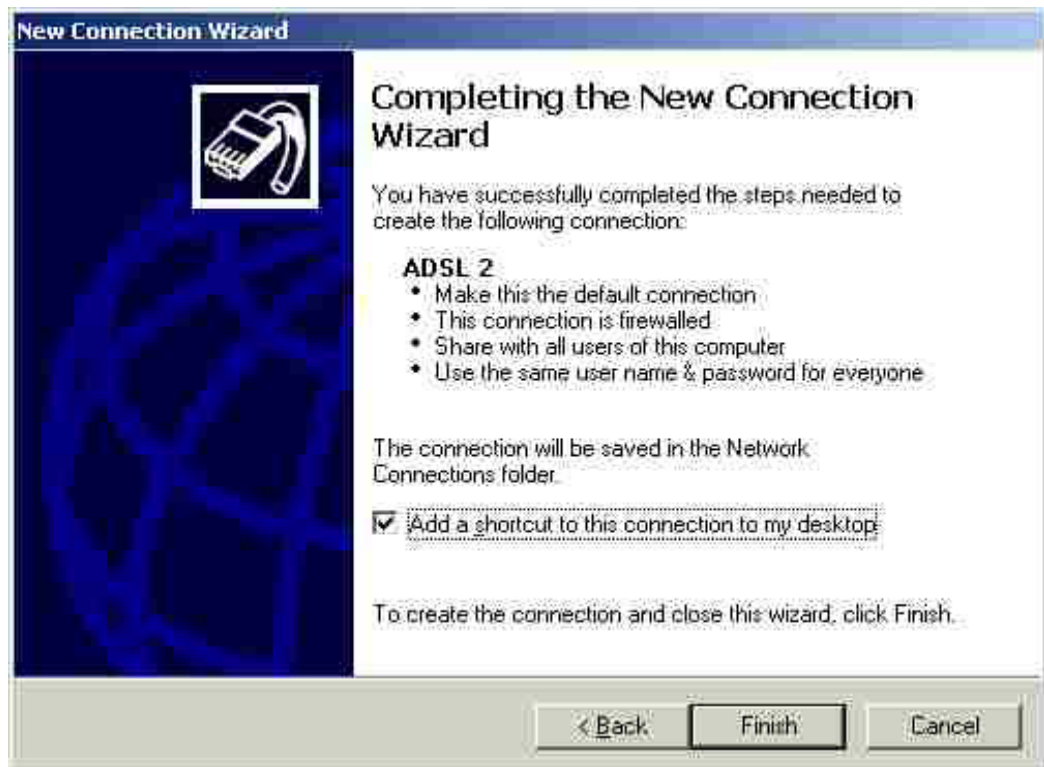 New Connection Wizard
Completing the New Connection
Wizard
You have successfully completed the steps needed to
create the following connection:
ADSL 2
• Make this the default connection
• This connection is firewalled
• Share with all users of this computer
• Use the same user name & password for everyone
The connection will be saved in the Network
Connections folder.
Add a shortcut to this connection to my desktop
To create the connection and close this wizard, click Finish.
< Back Finish Cancel